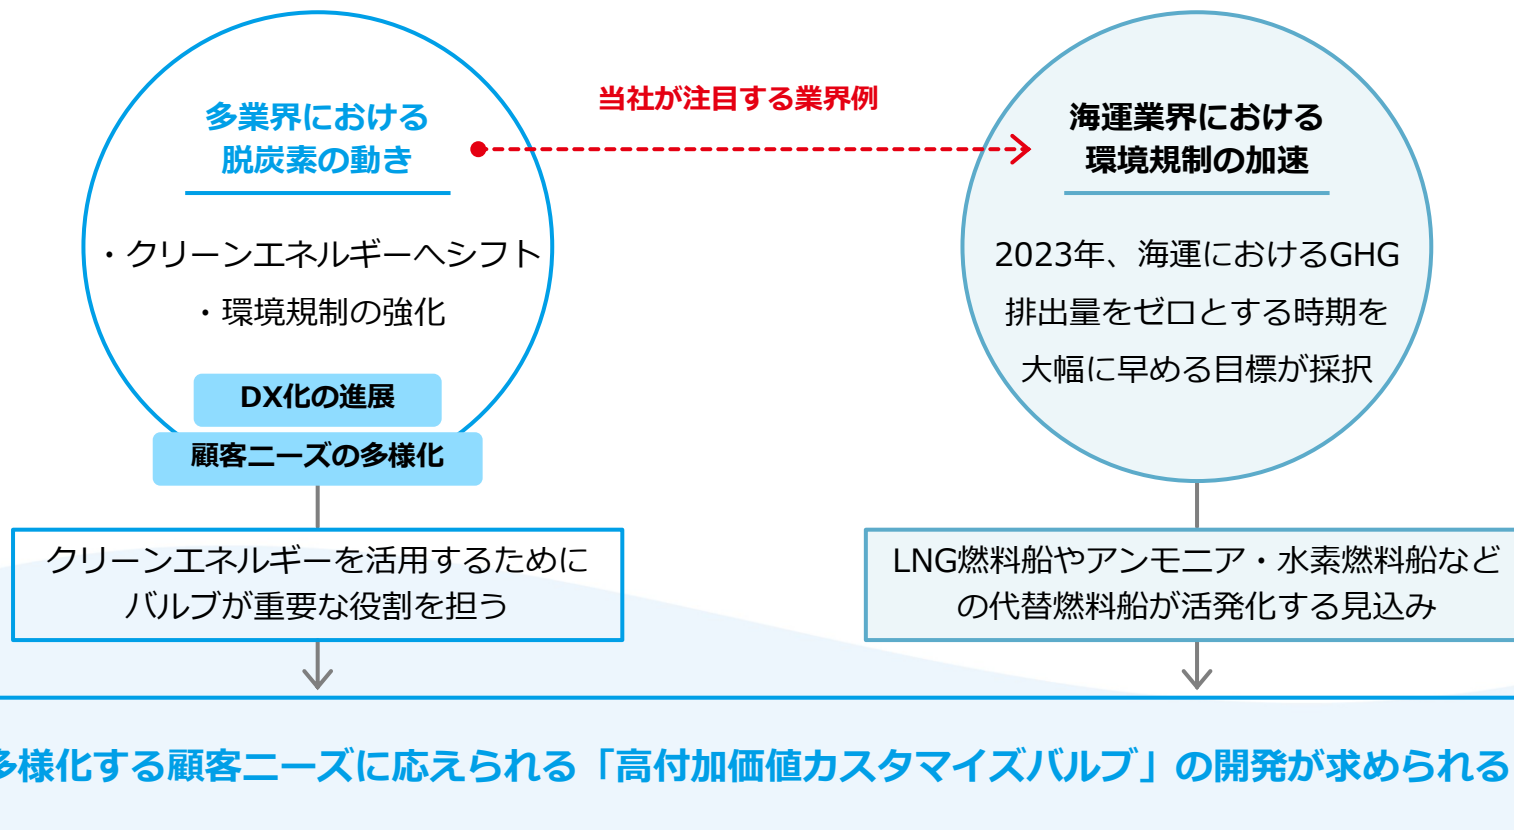 多業界における
脱炭素の動き
・クリーンエネルギーへシフト
・環境規制の強化
DX化の進展
顧客ニーズの多様化
当社が注目する業界例
海運業界における
環境規制の加速
2023年、海運におけるGHG
排出量をゼロとする時期を
大幅に早める目標が採択
クリーンエネルギーを活用するために
バルブが重要な役割を担う
LNG燃料船やアンモニア・水素燃料船など
の代替燃料船が活発化する見込み
多様化する顧客ニーズに応えられる「高付加価値カスタマイズバルブ」の開発が求められる